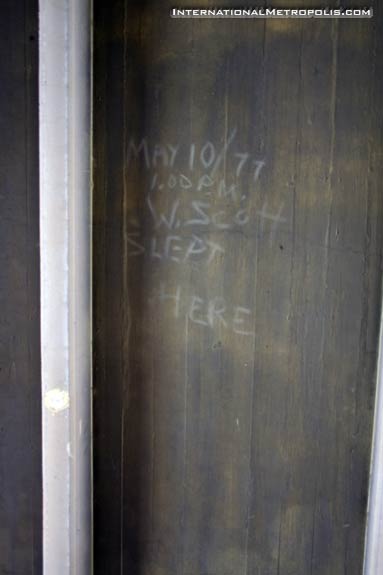 INTERNATIONALMETROPOLIS.COM
MAY 10/77
1.00 P.M.
W. Scott
SLEPT
HERE